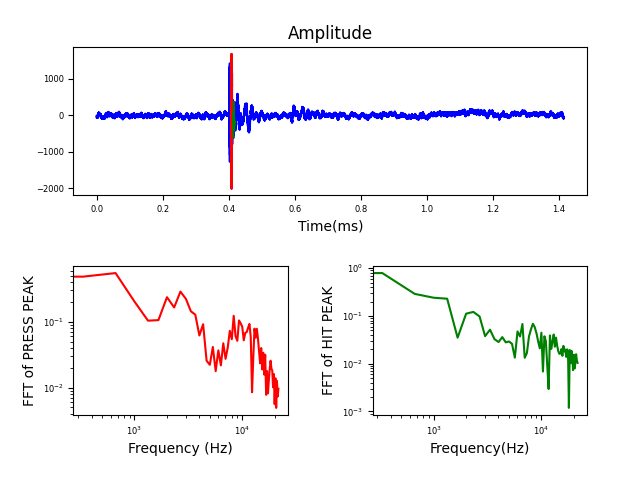 Amplitude
1000
0
−1000
−2000
0.0 0.2 0.4 0.6 0.8 1.0 1.2 1.4
Time(ms)
FFT of PRESS PEAK
10⁻¹
10⁻²
10³ 10⁴
Frequency (Hz)
FFT of HIT PEAK
10⁰
10⁻¹
10⁻²
10⁻³
10³ 10⁴
Frequency(Hz)